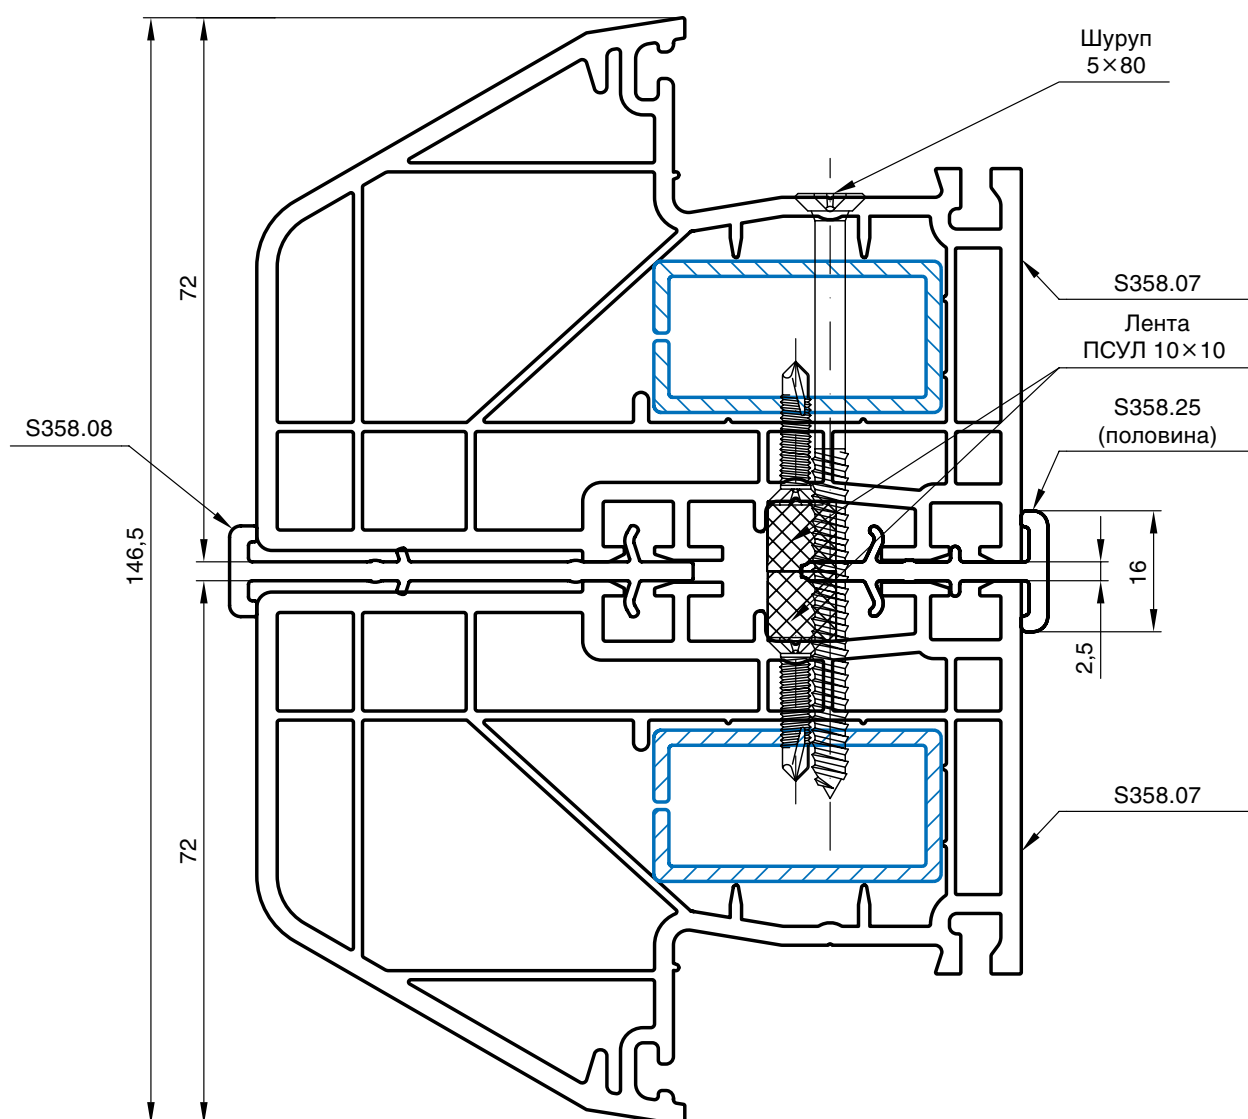 Шуруп
5×80
S358.07
Лента
ПСУЛ 10×10
S358.25
(половина)
S358.08
72
146,5
16
2,5
72
S358.07